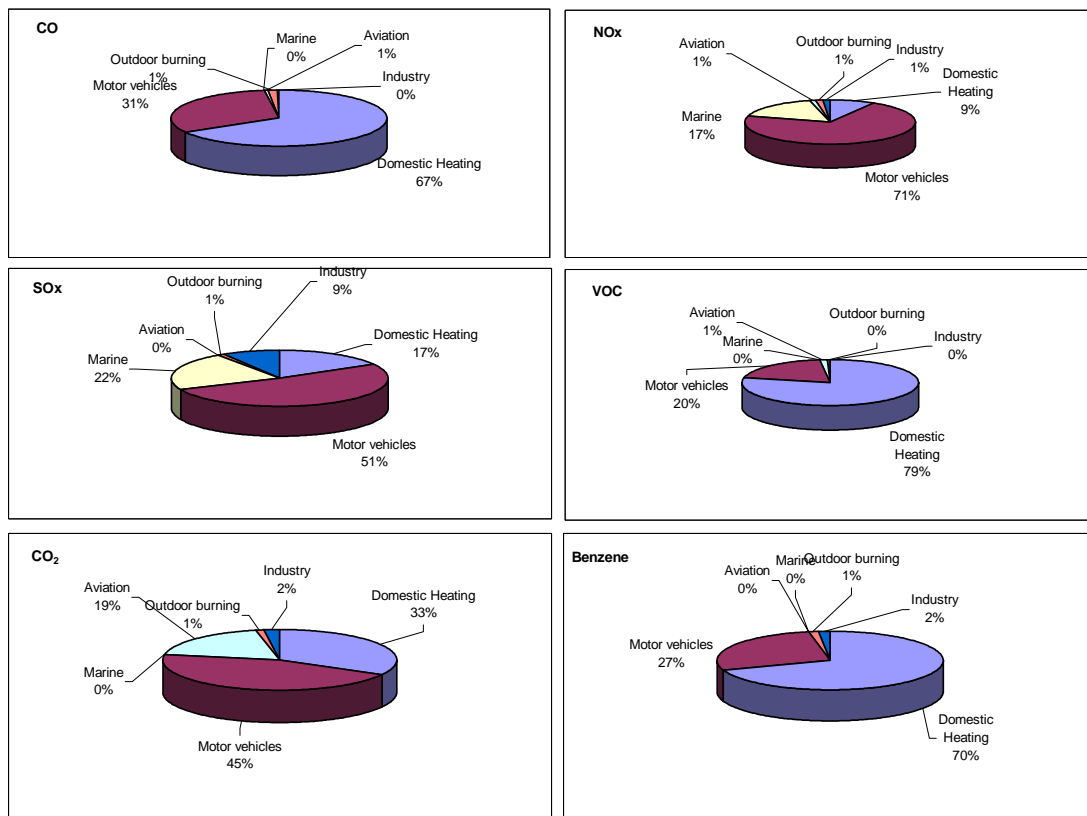 CO
Marine
0%
Aviation
1%
Outdoor burning
1%
Industry
0%
Motor vehicles
31%
Domestic Heating
67%
NOx
Aviation
1%
Outdoor burning
1%
Industry
1%
Domestic
Heating
9%
Marine
17%
Motor vehicles
71%
SOx
Outdoor burning
1%
Industry
9%
Aviation
0%
Domestic Heating
17%
Marine
22%
Motor vehicles
51%
VOC
Aviation
1%
Outdoor burning
0%
Marine
0%
Industry
0%
Motor vehicles
20%
Domestic
Heating
79%
CO₂
Aviation
19%
Outdoor burning
1%
Industry
2%
Domestic Heating
33%
Marine
0%
Motor vehicles
45%
Benzene
Aviation
0%
Marine
0%
Outdoor burning
1%
Industry
2%
Motor vehicles
27%
Domestic
Heating
70%